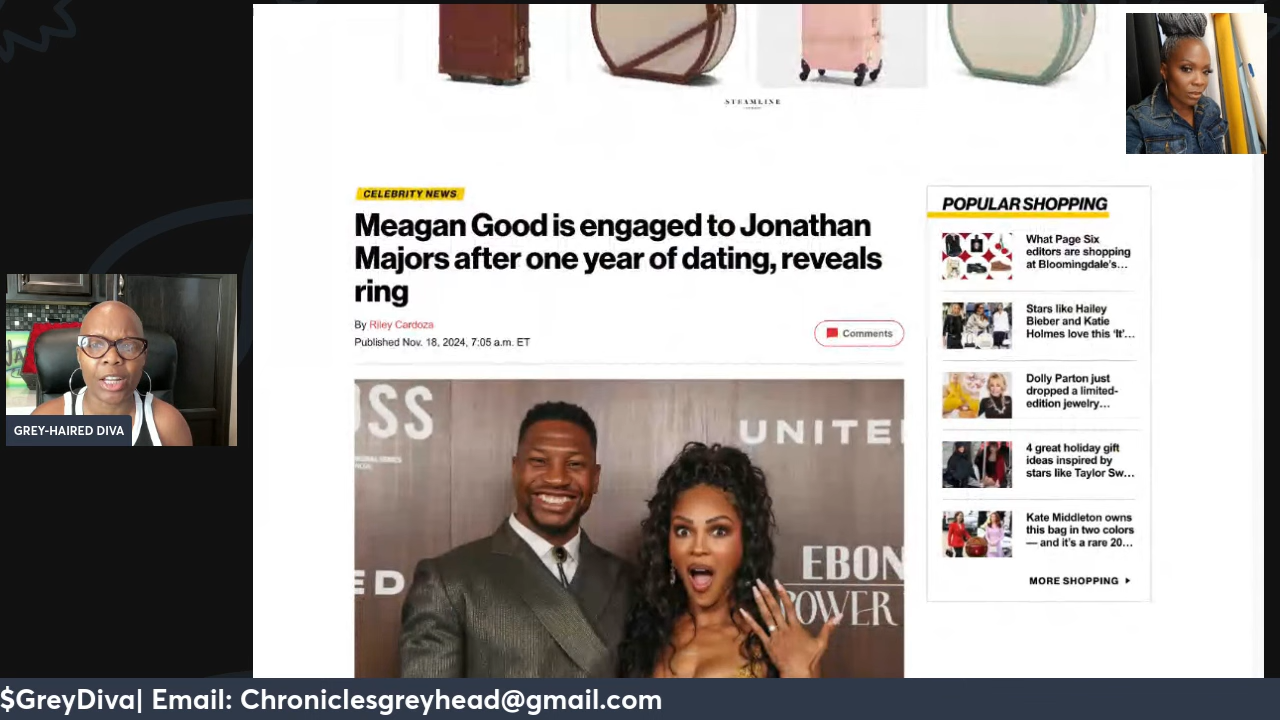 STEAMLINE
CELEBRITY NEWS
Meagan Good is engaged to Jonathan
Majors after one year of dating, reveals
ring
By Riley Cardoza
Published Nov. 18, 2024, 7:05 a.m. ET
Comments
POPULAR SHOPPING
What Page Six
editors are shopping
at Bloomingdale's...
Stars like Hailey
Bieber and Katie
Holmes love this 'It'...
Dolly Parton just
dropped a limited-
edition jewelry...
4 great holiday gift
ideas inspired by
stars like Taylor Sw...
Kate Middleton owns
this bag in two colors
— and it's a rare 20...
MORE SHOPPING
OSS
UNITE
ED
EBON
POWER
GREY-HAIRED DIVA
$GreyDiva| Email: Chroniclesgreyhead@gmail.com